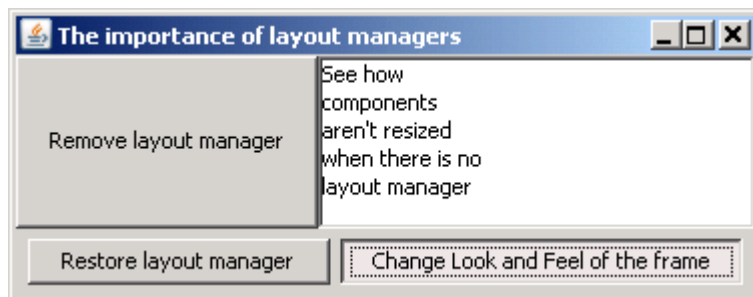 The importance of layout managers
Remove layout manager
See how
components
aren't resized
when there is no
layout manager
Restore layout manager
Change Look and Feel of the frame